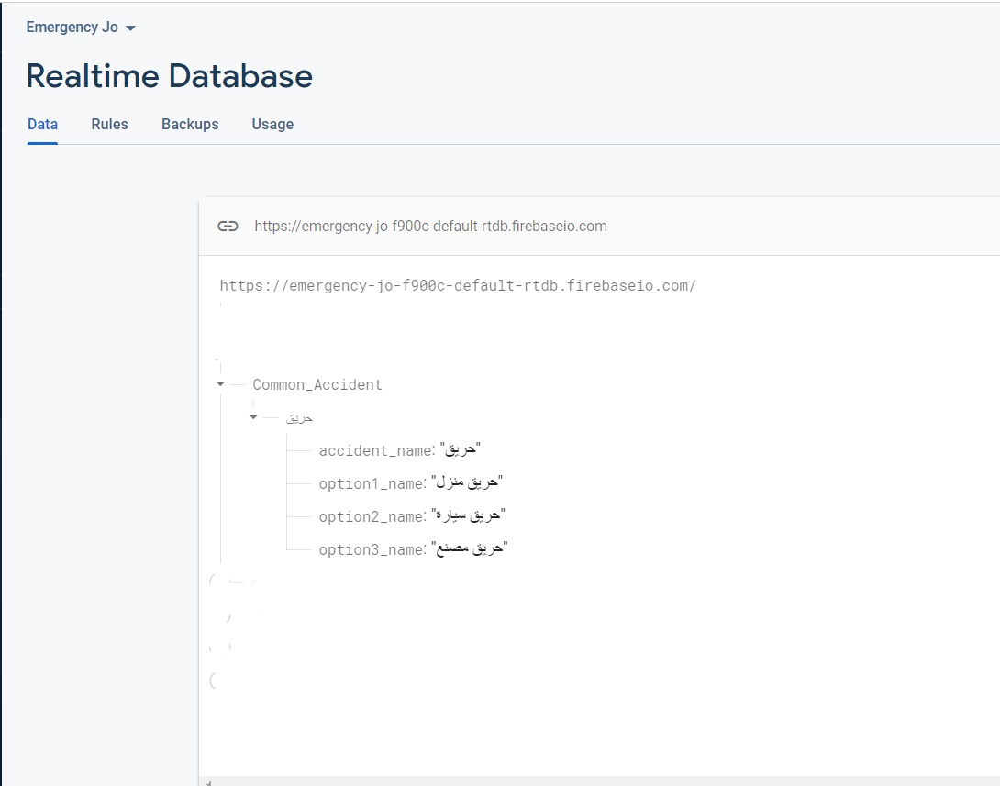 Emergency Jo
Realtime Database
Data Rules Backups Usage
https://emergency-jo-f900c-default-rtdb.firebaseio.com
https://emergency-jo-f900c-default-rtdb.firebaseio.com/
Common_Accident
حريق
accident_name: "حريق"
option1_name: "حريق منزل"
option2_name: "حريق سيارة"
option3_name: "حريق مصنع"